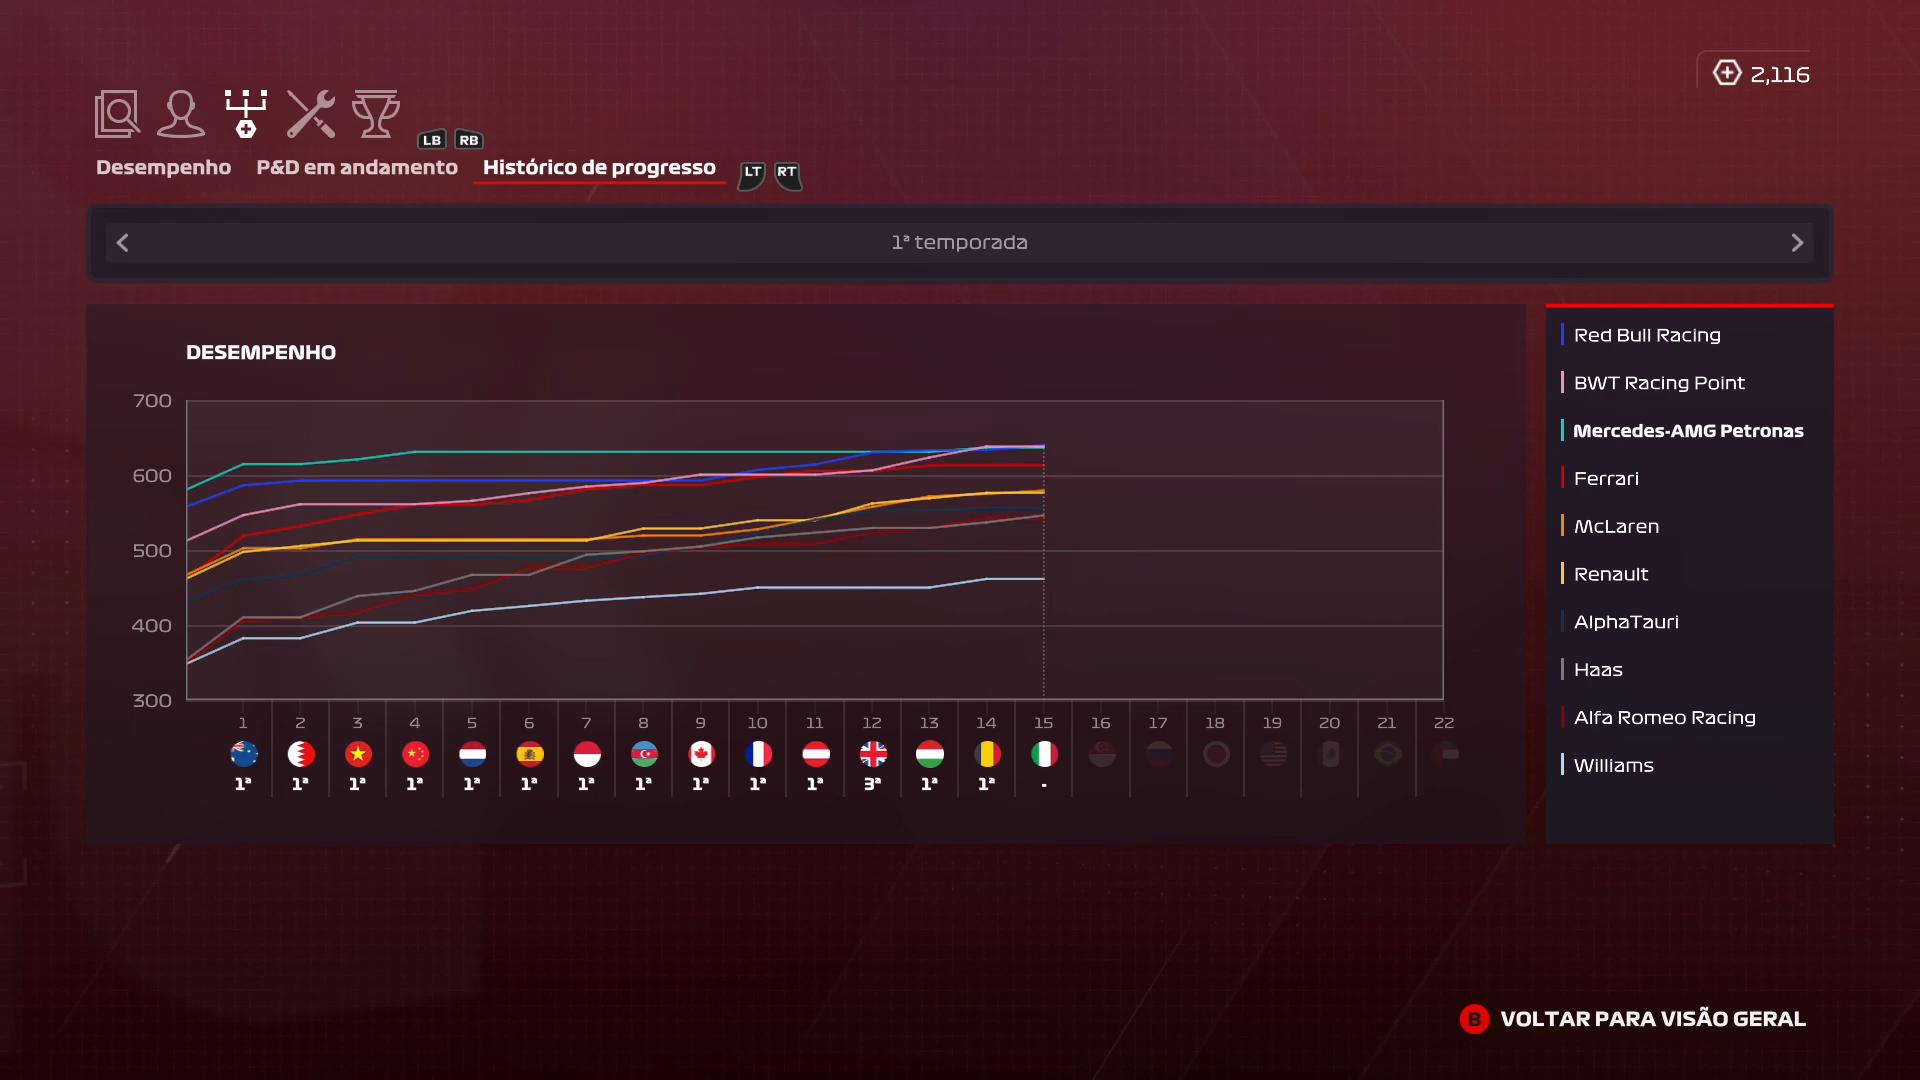 2,116
LB RB
Desempenho P&D em andamento Histórico de progresso LT RT
1ª temporada
DESEMPENHO
700
600
500
400
300
1 2 3 4 5 6 7 8 9 10 11 12 13 14 15 16 17 18 19 20 21 22
1ª 1ª 1ª 1ª 1ª 1ª 1ª 1ª 1ª 1ª 1ª 3ª 1ª 1ª -
Red Bull Racing
BWT Racing Point
Mercedes-AMG Petronas
Ferrari
McLaren
Renault
AlphaTauri
Haas
Alfa Romeo Racing
Williams
B VOLTAR PARA VISÃO GERAL